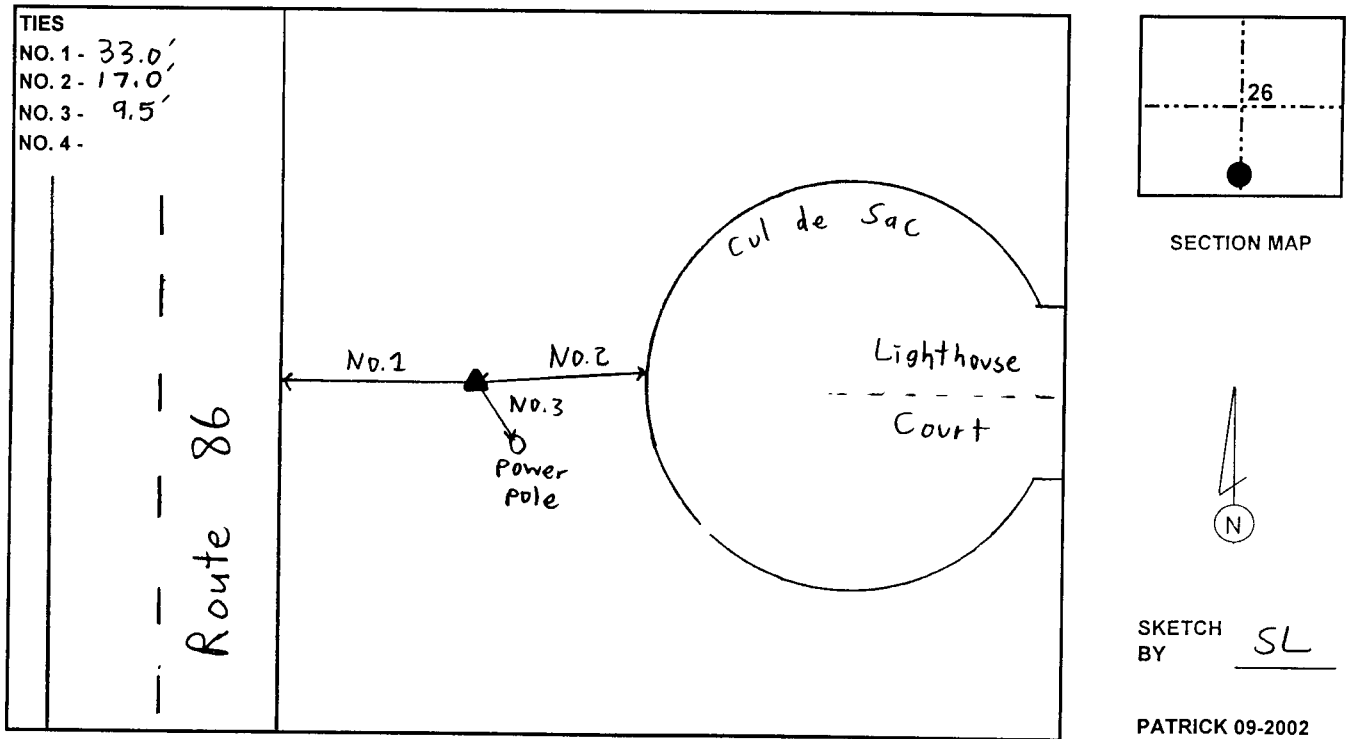 TIES
NO. 1 - 33.0'
NO. 2 - 17.0'
NO. 3 - 9.5'
NO. 4 -
Route 86
No.1
No.2
No.3
Power
pole
Cul de Sac
Lighthouse
Court
26
SECTION MAP
N
SKETCH
BY SL
PATRICK 09-2002